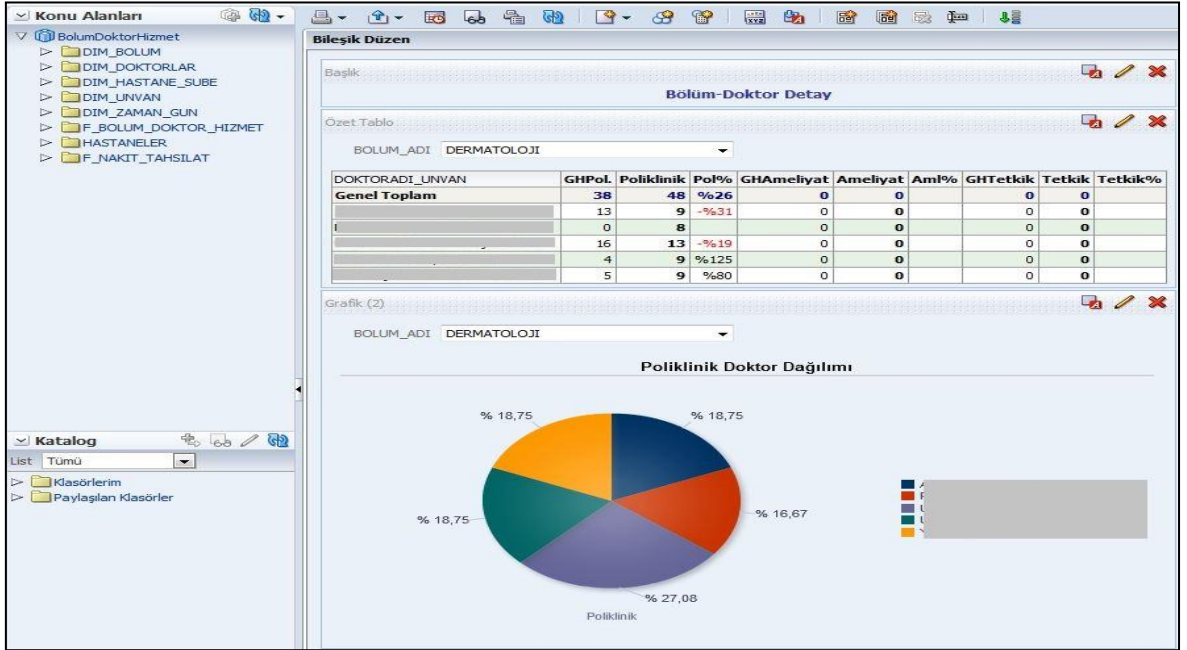 Konu Alanları
BolumDoktorHizmet
DIM_BOLUM
DIM_DOKTORLAR
DIM_HASTANE_SUBE
DIM_UNVAN
DIM_ZAMAN_GUN
F_BOLUM_DOKTOR_HIZMET
HASTANELER
F_NAKIT_TAHSILAT
Katalog
List Tümü
Klasörlerim
Paylaşılan Klasörler
Bileşik Düzen
Başlık
Bölüm-Doktor Detay
Özet Tablo
BOLUM_ADI DERMATOLOJI
DOKTORADI_UNVAN GHPol. Poliklinik Pol% GHAmeliyat Ameliyat Aml% GHTetkik Tetkik Tetkik%
Genel Toplam 38 48 %26 0 0 0 0
13 9 -%31 0 0 0 0
0 8 0 0 0 0
16 13 -%19 0 0 0 0
4 9 %125 0 0 0 0
5 9 %80 0 0 0 0
Grafik (2)
BOLUM_ADI DERMATOLOJI
Poliklinik Doktor Dağılımı
% 18,75 % 18,75
% 18,75 % 16,67
% 27,08
Poliklinik